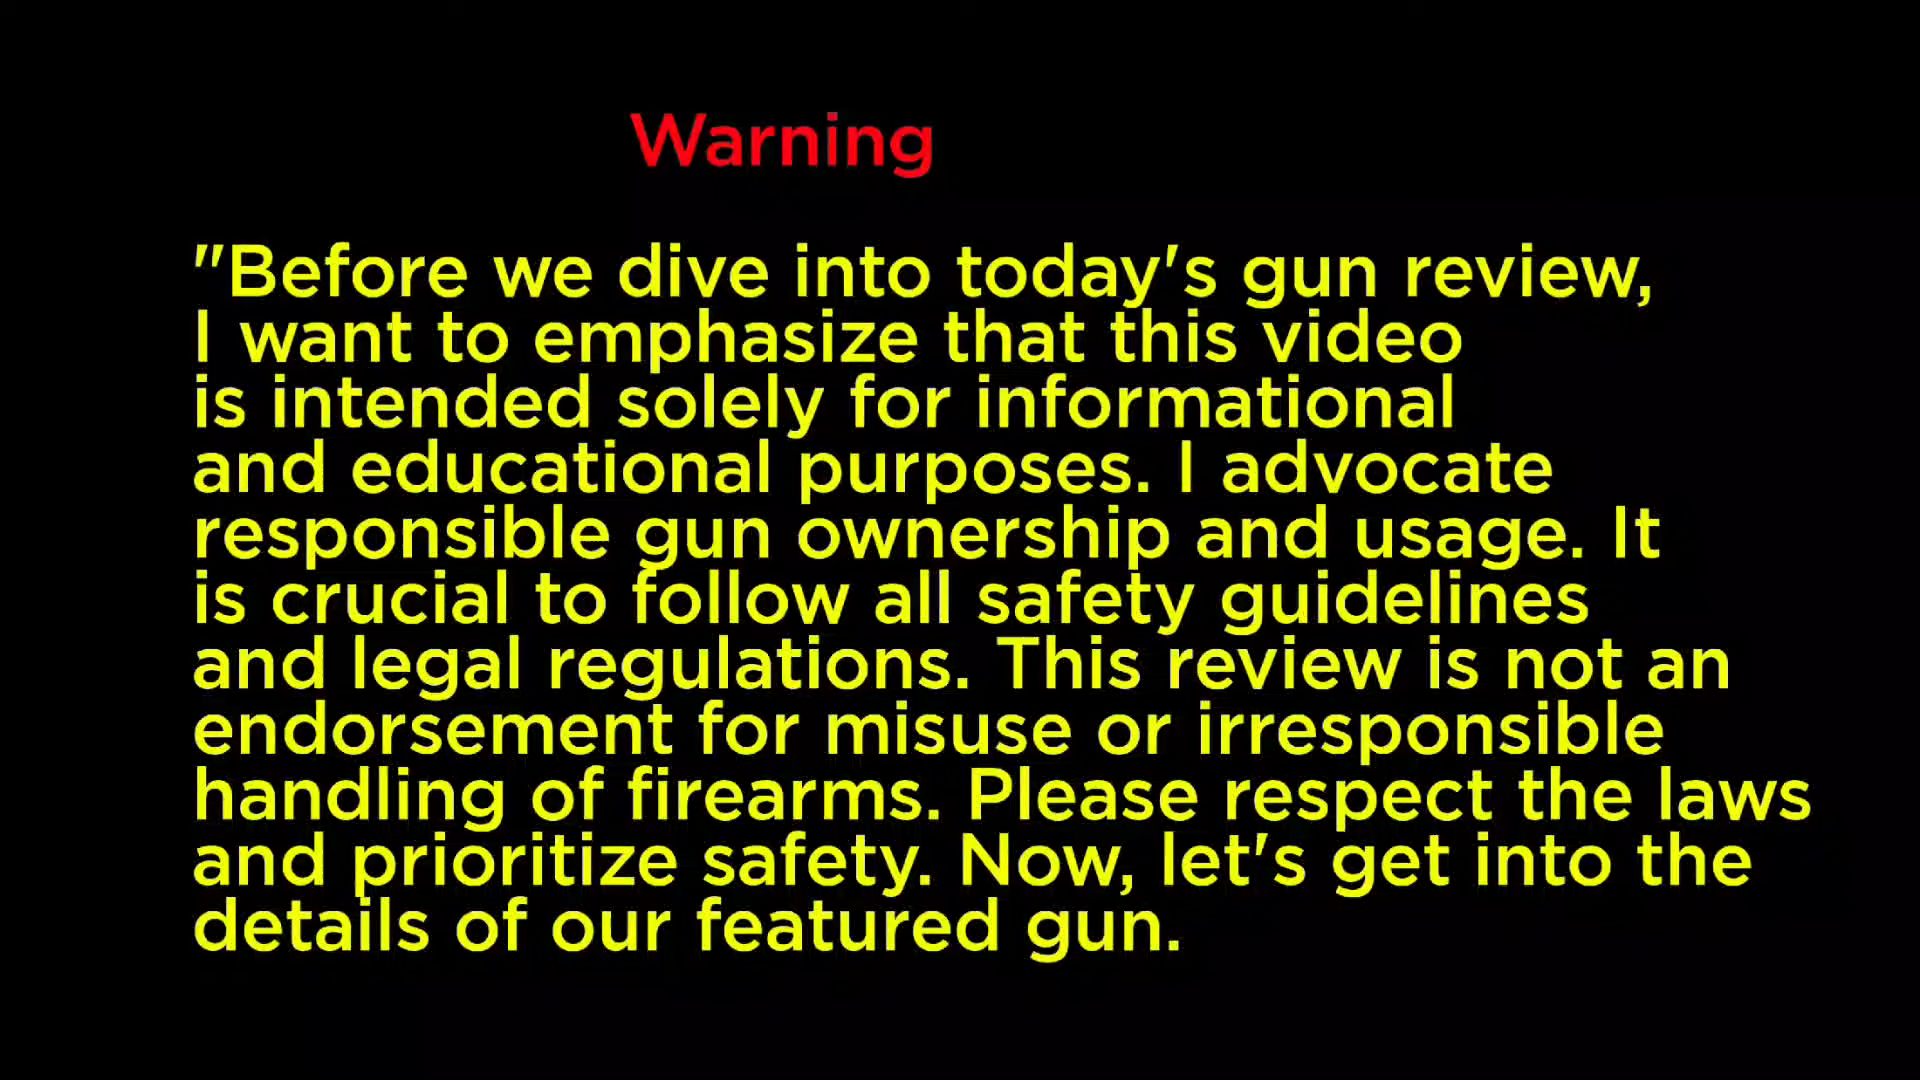 Warning
"Before we dive into today's gun review,
I want to emphasize that this video
is intended solely for informational
and educational purposes. I advocate
responsible gun ownership and usage. It
is crucial to follow all safety guidelines
and legal regulations. This review is not an
endorsement for misuse or irresponsible
handling of firearms. Please respect the laws
and prioritize safety. Now, let's get into the
details of our featured gun.